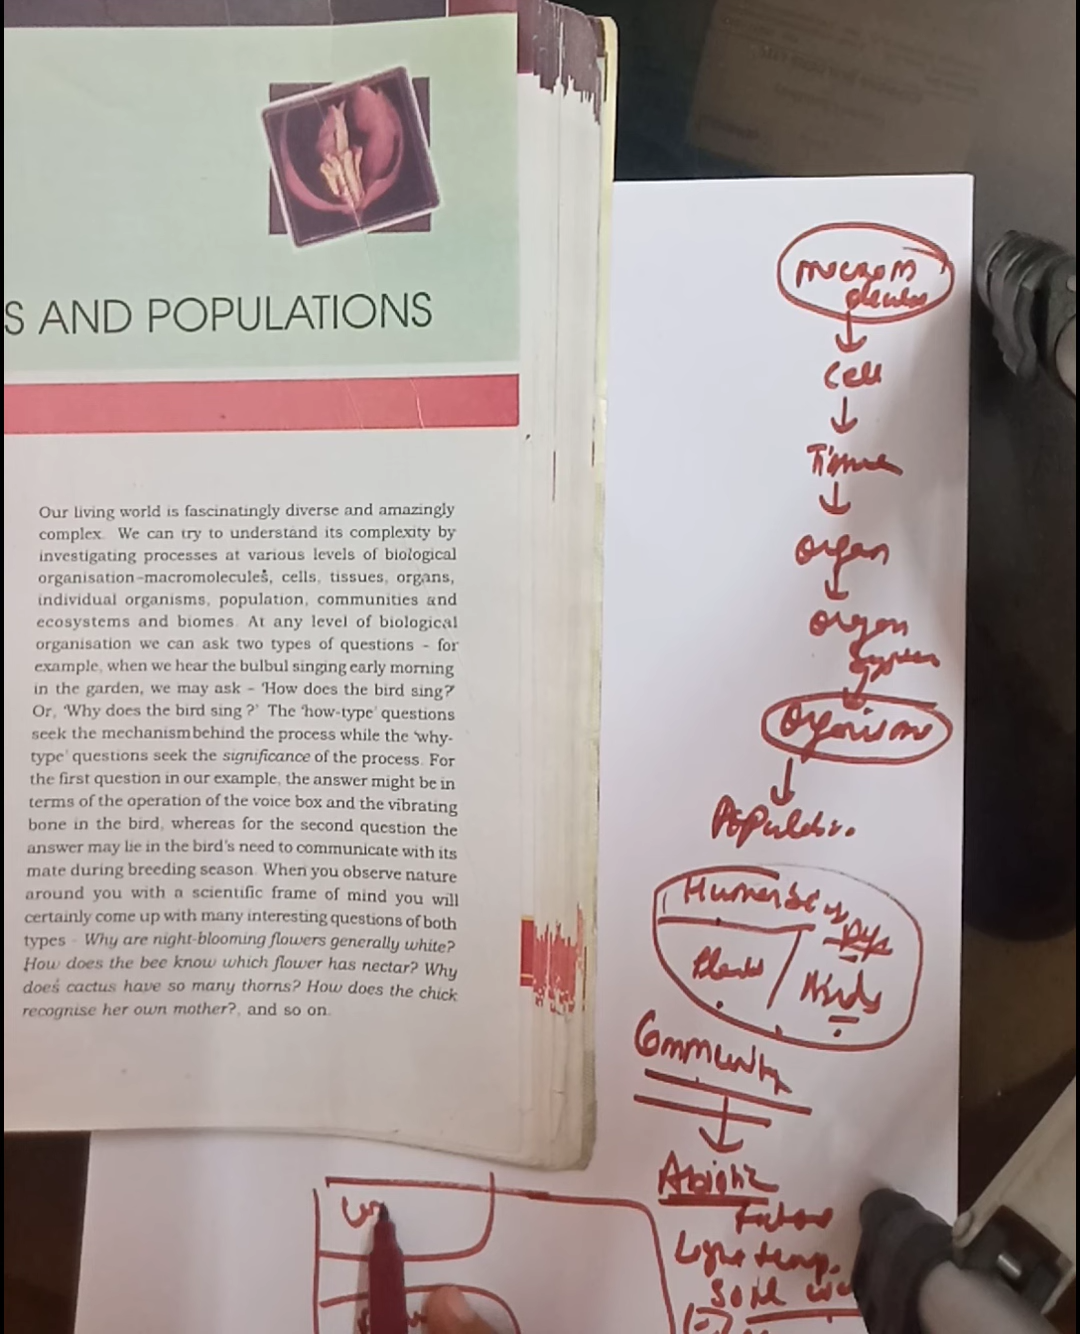 S AND POPULATIONS
Our living world is fascinatingly diverse and amazingly
complex. We can try to understand its complexity by
investigating processes at various levels of biological
organisation–macromolecules, cells, tissues, organs,
individual organisms, population, communities and
ecosystems and biomes. At any level of biological
organisation we can ask two types of questions – for
example, when we hear the bulbul singing early morning
in the garden, we may ask – 'How does the bird sing?'
Or, 'Why does the bird sing ?' The 'how-type' questions
seek the mechanism behind the process while the 'why-
type' questions seek the significance of the process. For
the first question in our example, the answer might be in
terms of the operation of the voice box and the vibrating
bone in the bird, whereas for the second question the
answer may lie in the bird's need to communicate with its
mate during breeding season. When you observe nature
around you with a scientific frame of mind you will
certainly come up with many interesting questions of both
types - Why are night-blooming flowers generally white?
How does the bee know which flower has nectar? Why
does cactus have so many thorns? How does the chick
recognise her own mother?, and so on.
Cell
Tissue
Organ
Organ
System
Organism
Population
Plants
Community
Abiotic
Factors
Light temp.
Soil